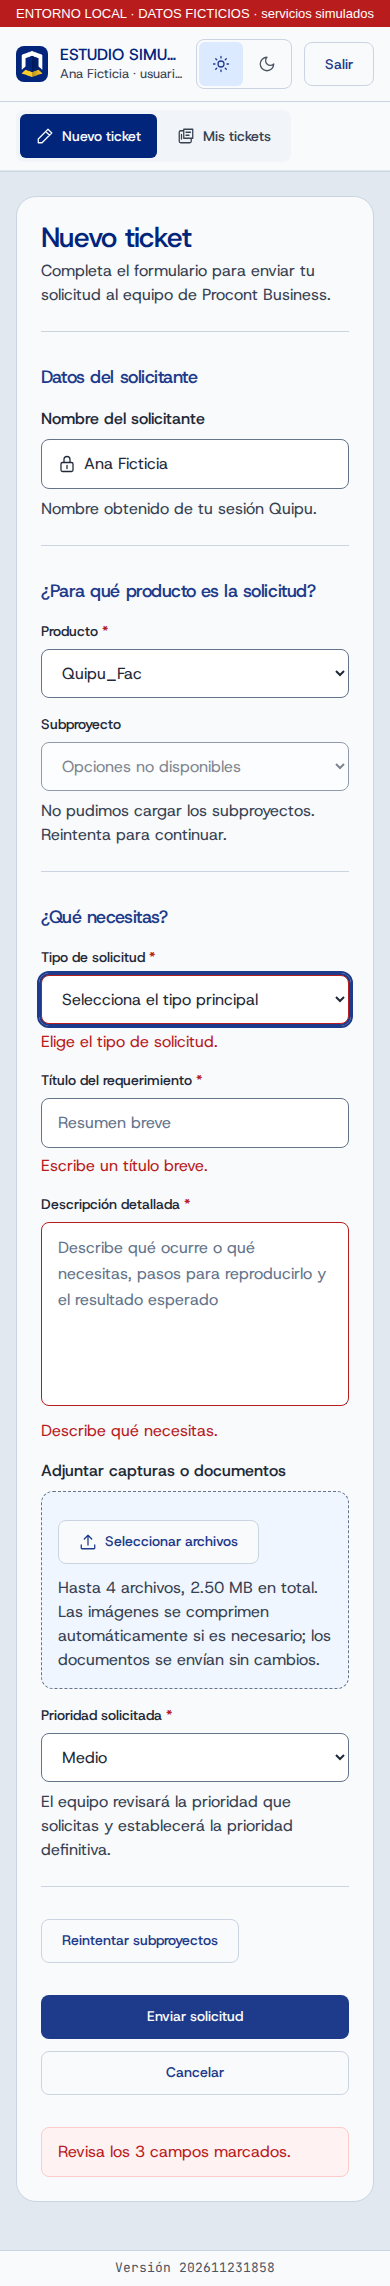 ENTORNO LOCAL · DATOS FICTICIOS · servicios simulados
ESTUDIO SIMU...
Ana Ficticia · usuari...
Salir
Nuevo ticket
Mis tickets
Nuevo ticket
Completa el formulario para enviar tu
solicitud al equipo de Procont Business.
Datos del solicitante
Nombre del solicitante
Ana Ficticia
Nombre obtenido de tu sesión Quipu.
¿Para qué producto es la solicitud?
Producto *
Quipu_Fac
Subproyecto
Opciones no disponibles
No pudimos cargar los subproyectos.
Reintenta para continuar.
¿Qué necesitas?
Tipo de solicitud *
Selecciona el tipo principal
Elige el tipo de solicitud.
Título del requerimiento *
Resumen breve
Escribe un título breve.
Descripción detallada *
Describe qué ocurre o qué
necesitas, pasos para reproducirlo y
el resultado esperado
Describe qué necesitas.
Adjuntar capturas o documentos
Seleccionar archivos
Hasta 4 archivos, 2.50 MB en total.
Las imágenes se comprimen
automáticamente si es necesario; los
documentos se envían sin cambios.
Prioridad solicitada *
Medio
El equipo revisará la prioridad que
solicitas y establecerá la prioridad
definitiva.
Reintentar subproyectos
Enviar solicitud
Cancelar
Revisa los 3 campos marcados.
Versión 202611231858